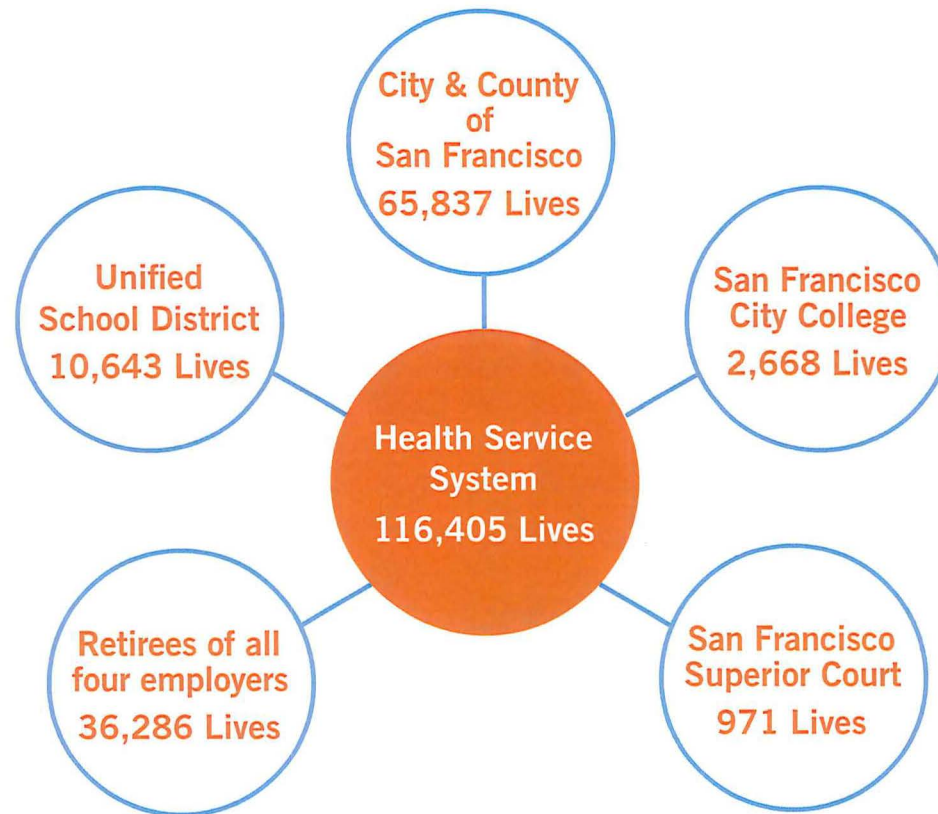 City & County
of
San Francisco
65,837 Lives
Unified
School District
10,643 Lives
San Francisco
City College
2,668 Lives
Health Service
System
116,405 Lives
Retirees of all
four employers
36,286 Lives
San Francisco
Superior Court
971 Lives